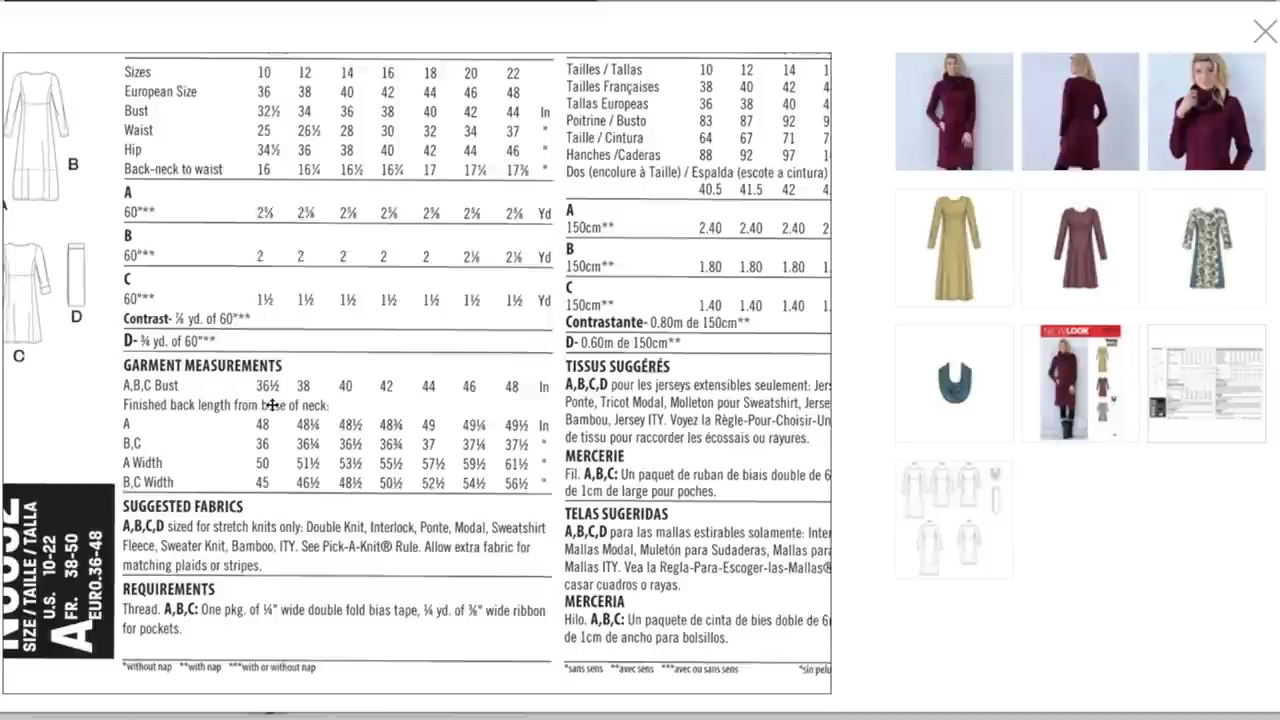 Sizes 10 12 14 16 18 20 22
European Size 36 38 40 42 44 46 48
Bust 32½ 34 36 38 40 42 44 In
Waist 25 26½ 28 30 32 34 37 "
Hip 34½ 36 38 40 42 44 46 "
Back-neck to waist 16 16¼ 16½ 16¾ 17 17¼ 17⅜ "
A
60"**
Yd
B
60"** 2 2 2 2 2 2⅛ 2⅛ Yd
C
60"** 1½ 1½ 1½ 1½ 1½ 1½ 1½ Yd
Contrast- ⅞ yd. of 60"**
D- ¾ yd. of 60"**
GARMENT MEASUREMENTS
A,B,C Bust 36½ 38 40 42 44 46 48 In
Finished back length from base of neck:
A 48 48¼ 48½ 48¾ 49 49¼ 49½ In
B,C 36 36¼ 36½ 36¾ 37 37¼ 37½ "
A Width 50 51½ 53½ 55½ 57½ 59½ 61½ "
B,C Width 45 46½ 48½ 50½ 52½ 54½ 56½ "
SUGGESTED FABRICS
A,B,C,D sized for stretch knits only: Double Knit, Interlock, Ponte, Modal, Sweatshirt
Fleece, Sweater Knit, Bamboo, ITY. See Pick-A-Knit® Rule. Allow extra fabric for
matching plaids or stripes.
REQUIREMENTS
Thread. A,B,C: One pkg. of ¼" wide double fold bias tape, ¼ yd. of ⅜" wide ribbon
for pockets.
*without nap **with nap ***with or without nap
Tailles / Tallas 10 12 14 1
Tailles Françaises 38 40 42 4
Tallas Europeas 36 38 40 4
Poitrine / Busto 83 87 92 9
Taille / Cintura 64 67 71 7
Hanches /Caderas 88 92 97 1
Dos (encolure à Taille) / Espalda (escote a cintura)
40.5 41.5 42 4
A
150cm** 2.40 2.40 2.40 2
B
150cm** 1.80 1.80 1.80 1.
C
150cm** 1.40 1.40 1.40 1.
Contrastante- 0.80m de 150cm**
D- 0.60m de 150cm**
TISSUS SUGGÉRÉS
A,B,C,D pour les jerseys extensibles seulement: Jer
Ponte, Tricot Modal, Molleton pour Sweatshirt, Jerse
Bambou, Jersey ITY. Voyez la Règle-Pour-Choisir-Un
de tissu pour raccorder les écossais ou rayures.
MERCERIE
Fil. A,B,C: Un paquet de ruban de biais double de 6
de 1cm de large pour poches.
TELAS SUGERIDAS
A,B,C,D para las mallas estirables solamente: Inter
Mallas Modal, Muletón para Sudaderas, Mallas para
Mallas ITY. Vea la Regla-Para-Escoger-las-Mallas®
casar cuadros o rayas.
MERCERIA
Hilo. A,B,C: Un paquete de cinta de bies doble de 6
de 1cm de ancho para bolsillos.
*sans sens **avec sens ***avec ou sans sens *sin pelu
B
D
C
SIZE / TAILLE / TALLA
A
U.S. 10-22
FR. 38-50
EUR0.36-48
NEW LOOK